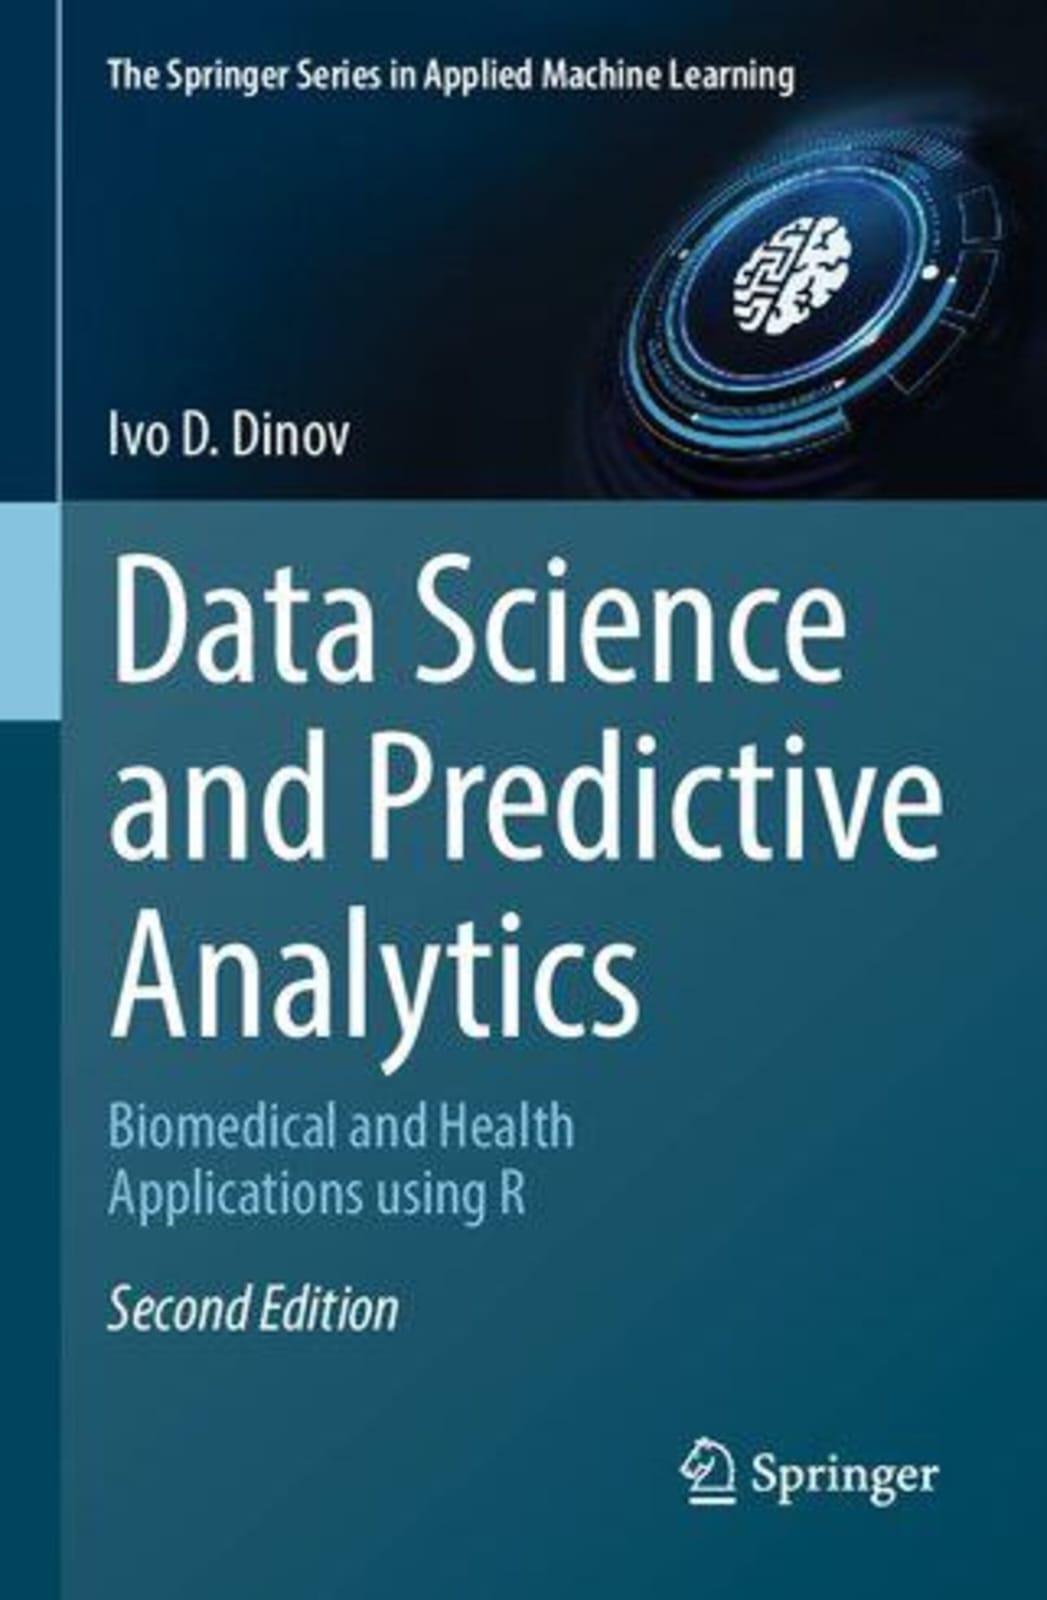 The Springer Series in Applied Machine Learning
Ivo D. Dinov
Data Science
and Predictive
Analytics
Biomedical and Health
Applications using R
Second Edition
Springer